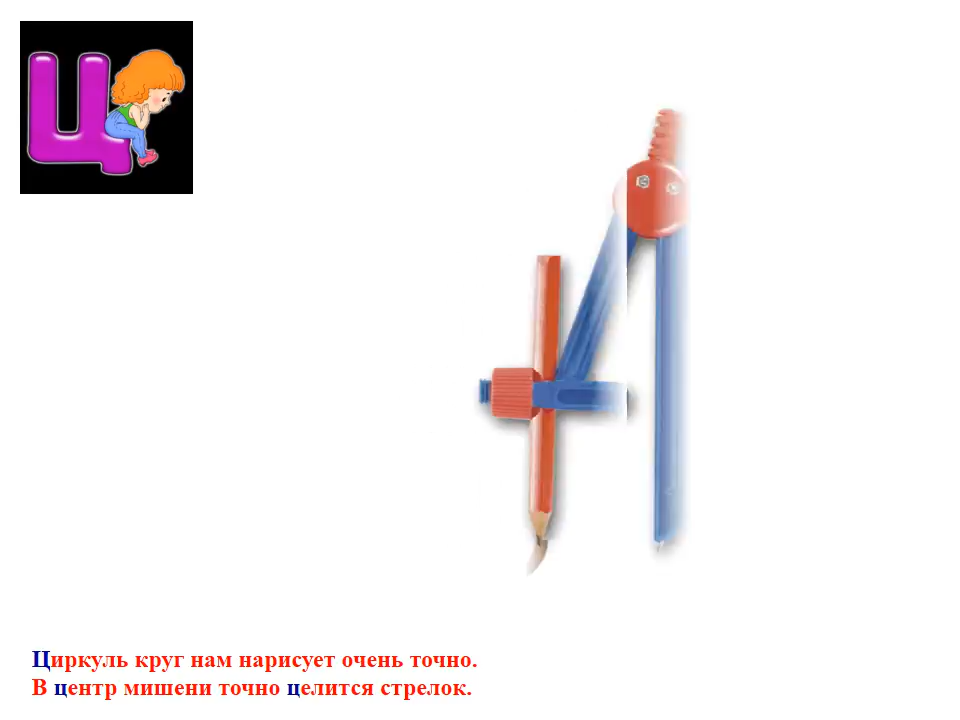 Ц
Циркуль круг нам нарисует очень точно.
В центр мишени точно целится стрелок.